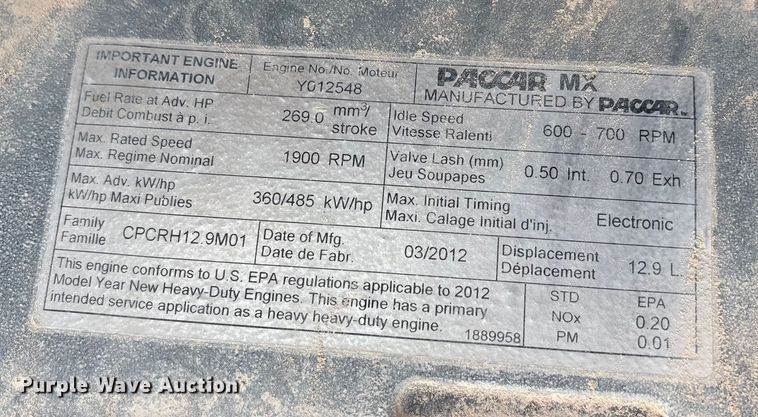 IMPORTANT ENGINE
INFORMATION
Engine No./No. Moteur
Y012548
PACCAR MX
MANUFACTURED BY PACCAR
Fuel Rate at Adv. HP
Debit Combust à p. i.
269.0 mm³/
stroke
Idle Speed
Vitesse Ralenti
600 - 700 RPM
Max. Rated Speed
Max. Regime Nominal
1900 RPM
Valve Lash (mm)
Jeu Soupapes
0.50 Int. 0.70 Exh
Max. Adv. kW/hp
kW/hp Maxi Publies
360/485 kW/hp
Max. Initial Timing
Maxi. Calage Initial d'inj.
Electronic
Family
Famille
CPCRH12.9M01
Date of Mfg.
Date de Fabr.
03/2012
Displacement
Déplacement
12.9 L.
This engine conforms to U.S. EPA regulations applicable to 2012
Model Year New Heavy-Duty Engines. This engine has a primary
intended service application as a heavy heavy-duty engine.
1889958
STD EPA
NOx 0.20
PM 0.01
Purple Wave Auction